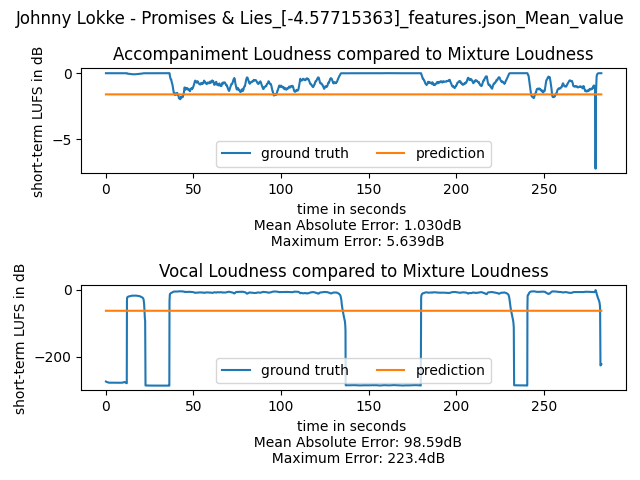 Johnny Lokke - Promises & Lies_[-4.57715363]_features.json_Mean_value
Accompaniment Loudness compared to Mixture Loudness
short-term LUFS in dB
0
−5
ground truth
prediction
0
50
100
150
200
250
time in seconds
Mean Absolute Error: 1.030dB
Maximum Error: 5.639dB
Vocal Loudness compared to Mixture Loudness
short-term LUFS in dB
0
−200
ground truth
prediction
0
50
100
150
200
250
time in seconds
Mean Absolute Error: 98.59dB
Maximum Error: 223.4dB